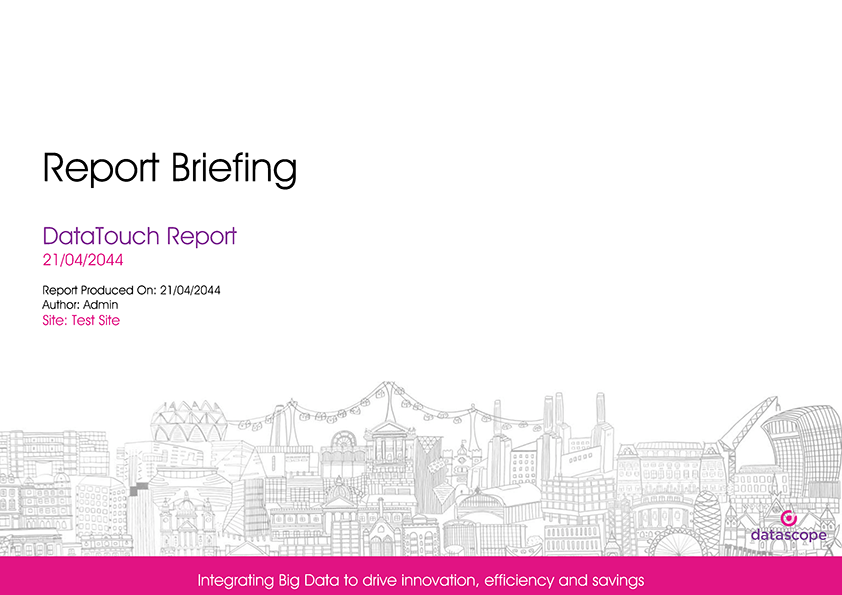 Report Briefing
DataTouch Report
21/04/2044
Report Produced On: 21/04/2044
Author: Admin
Site: Test Site
datascope
Integrating Big Data to drive innovation, efficiency and savings